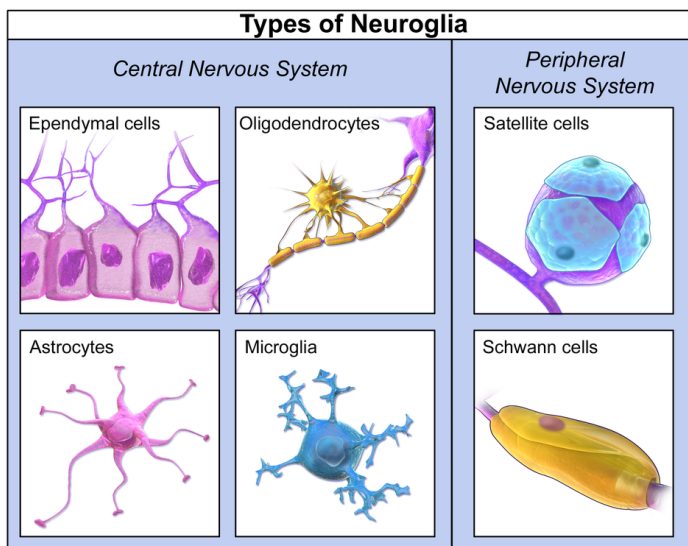 Types of Neuroglia
Central Nervous System
Peripheral
Nervous System
Ependymal cells
Oligodendrocytes
Satellite cells
Astrocytes
Microglia
Schwann cells